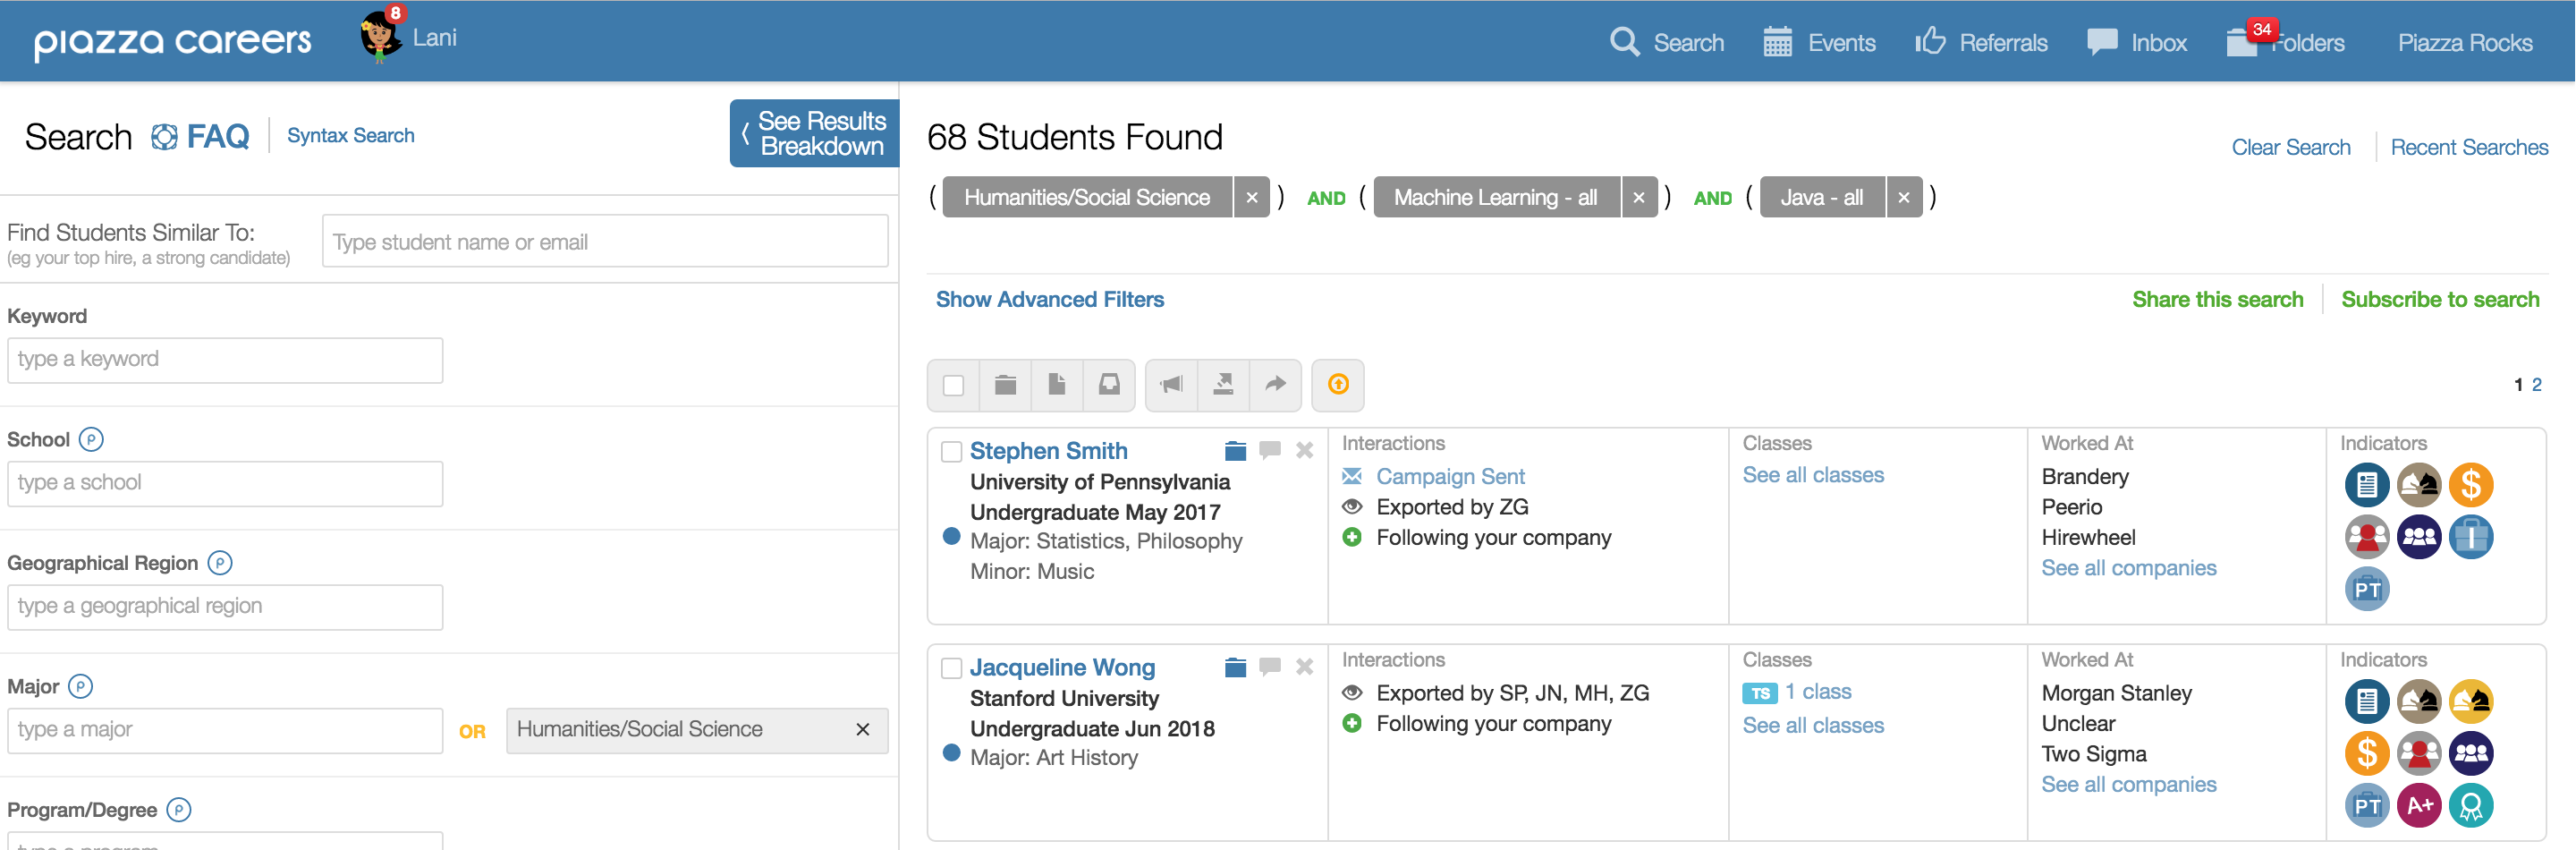 piazza careers
8
Lani
Search
Events
Referrals
Inbox
34
Folders
Piazza Rocks
Search
FAQ
Syntax Search
See Results
Breakdown
Find Students Similar To:
(eg your top hire, a strong candidate)
Type student name or email
Keyword
type a keyword
School P
type a school
Geographical Region P
type a geographical region
Major P
type a major
OR
Humanities/Social Science ×
Program/Degree P
type a program
68 Students Found
Clear Search
Recent Searches
( Humanities/Social Science × ) AND ( Machine Learning - all × ) AND ( Java - all × )
Show Advanced Filters
Share this search
Subscribe to search
1 2
Stephen Smith
University of Pennsylvania
Undergraduate May 2017
Major: Statistics, Philosophy
Minor: Music
Interactions
Campaign Sent
Exported by ZG
Following your company
Classes
See all classes
Worked At
Brandery
Peerio
Hirewheel
See all companies
Indicators
$
I
PT
Jacqueline Wong
Stanford University
Undergraduate Jun 2018
Major: Art History
Interactions
Exported by SP, JN, MH, ZG
Following your company
Classes
TS 1 class
See all classes
Worked At
Morgan Stanley
Unclear
Two Sigma
See all companies
Indicators
$
PT A+